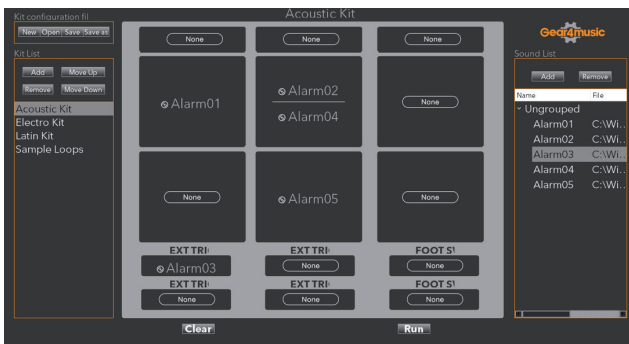 Kit configuration fil
Acoustic Kit
New Open Save Save as
Gear4music
Kit List
Sound List
None None None
Add Move Up
Remove Move Down
Add Remove
Name File
Acoustic Kit
Electro Kit
Latin Kit
Sample Loops
Alarm01
Alarm02
Alarm04
None
Ungrouped
Alarm01 C:\Wi..
Alarm02 C:\Wi..
Alarm03 C:\Wi..
Alarm04 C:\Wi..
Alarm05 C:\Wi..
None
Alarm05
None
EXT TRI EXT TRI FOOT S
Alarm03 None None
EXT TRI EXT TRI FOOT S
None None None
Clear Run